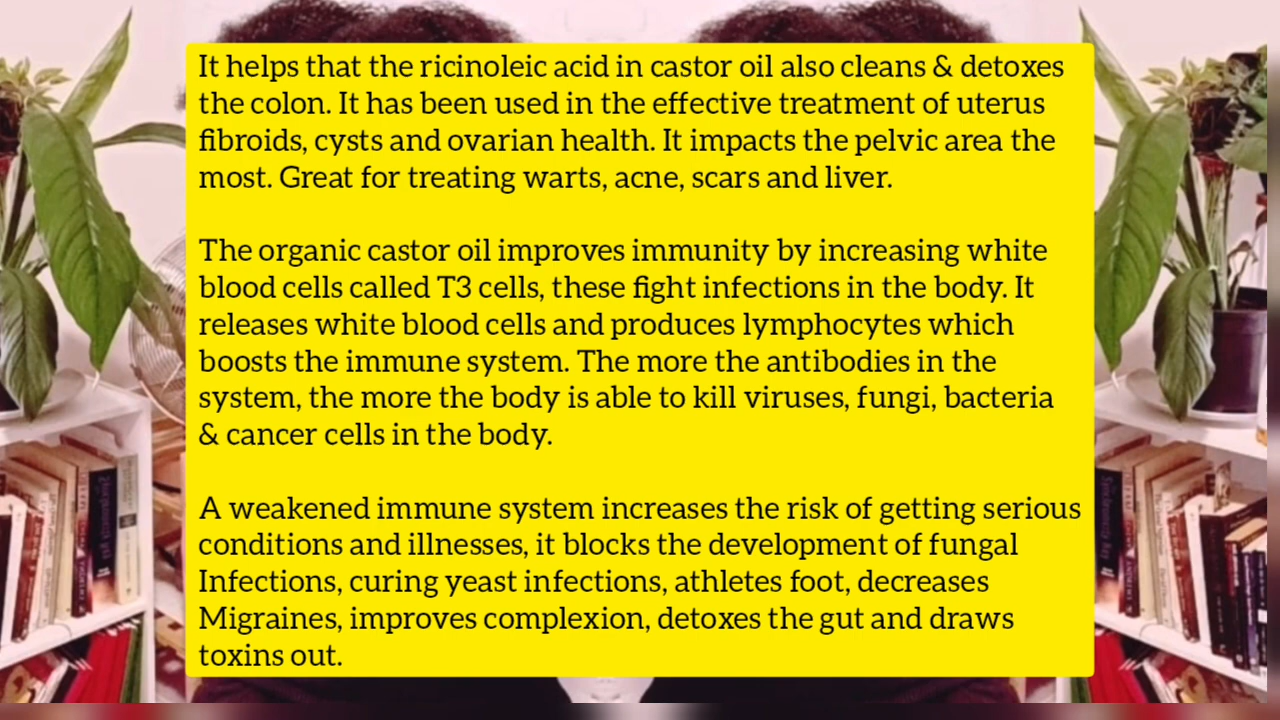 It helps that the ricinoleic acid in castor oil also cleans & detoxes
the colon. It has been used in the effective treatment of uterus
fibroids, cysts and ovarian health. It impacts the pelvic area the
most. Great for treating warts, acne, scars and liver.
The organic castor oil improves immunity by increasing white
blood cells called T3 cells, these fight infections in the body. It
releases white blood cells and produces lymphocytes which
boosts the immune system. The more the antibodies in the
system, the more the body is able to kill viruses, fungi, bacteria
& cancer cells in the body.
A weakened immune system increases the risk of getting serious
conditions and illnesses, it blocks the development of fungal
Infections, curing yeast infections, athletes foot, decreases
Migraines, improves complexion, detoxes the gut and draws
toxins out.